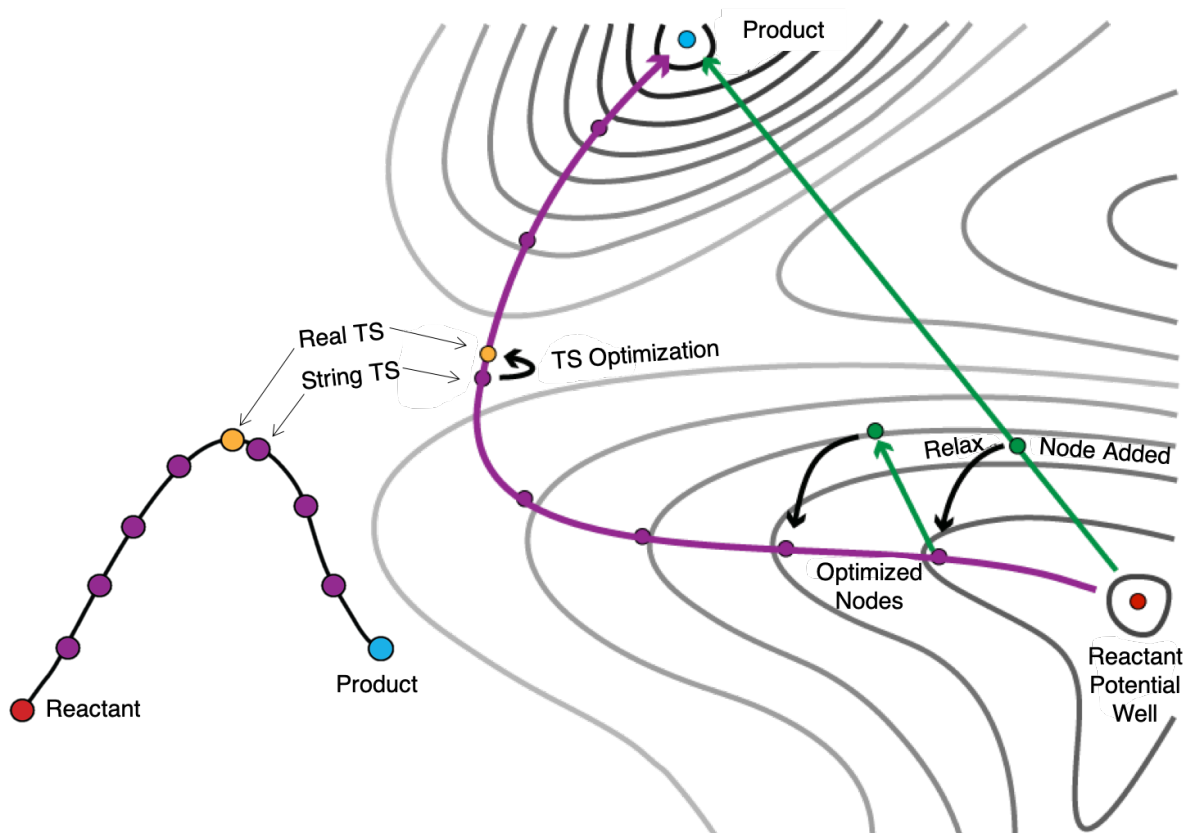 Product
Real TS
String TS
TS Optimization
Relax
Node Added
Optimized
Nodes
Reactant
Potential
Well
Product
Reactant